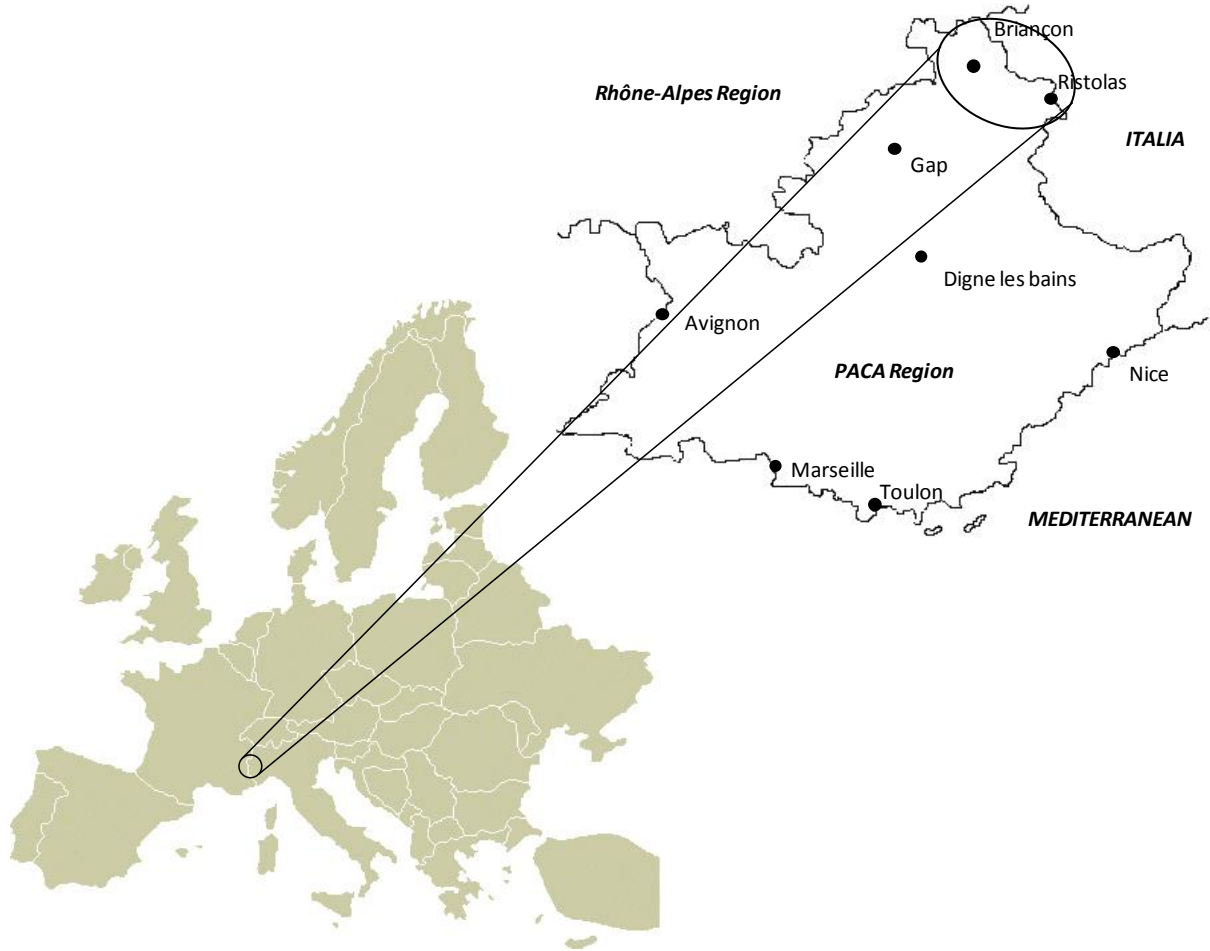 Briançon
Ristolas
Rhône-Alpes Region
ITALIA
Gap
Digne les bains
Avignon
PACA Region
Nice
Marseille
Toulon
MEDITERRANEAN